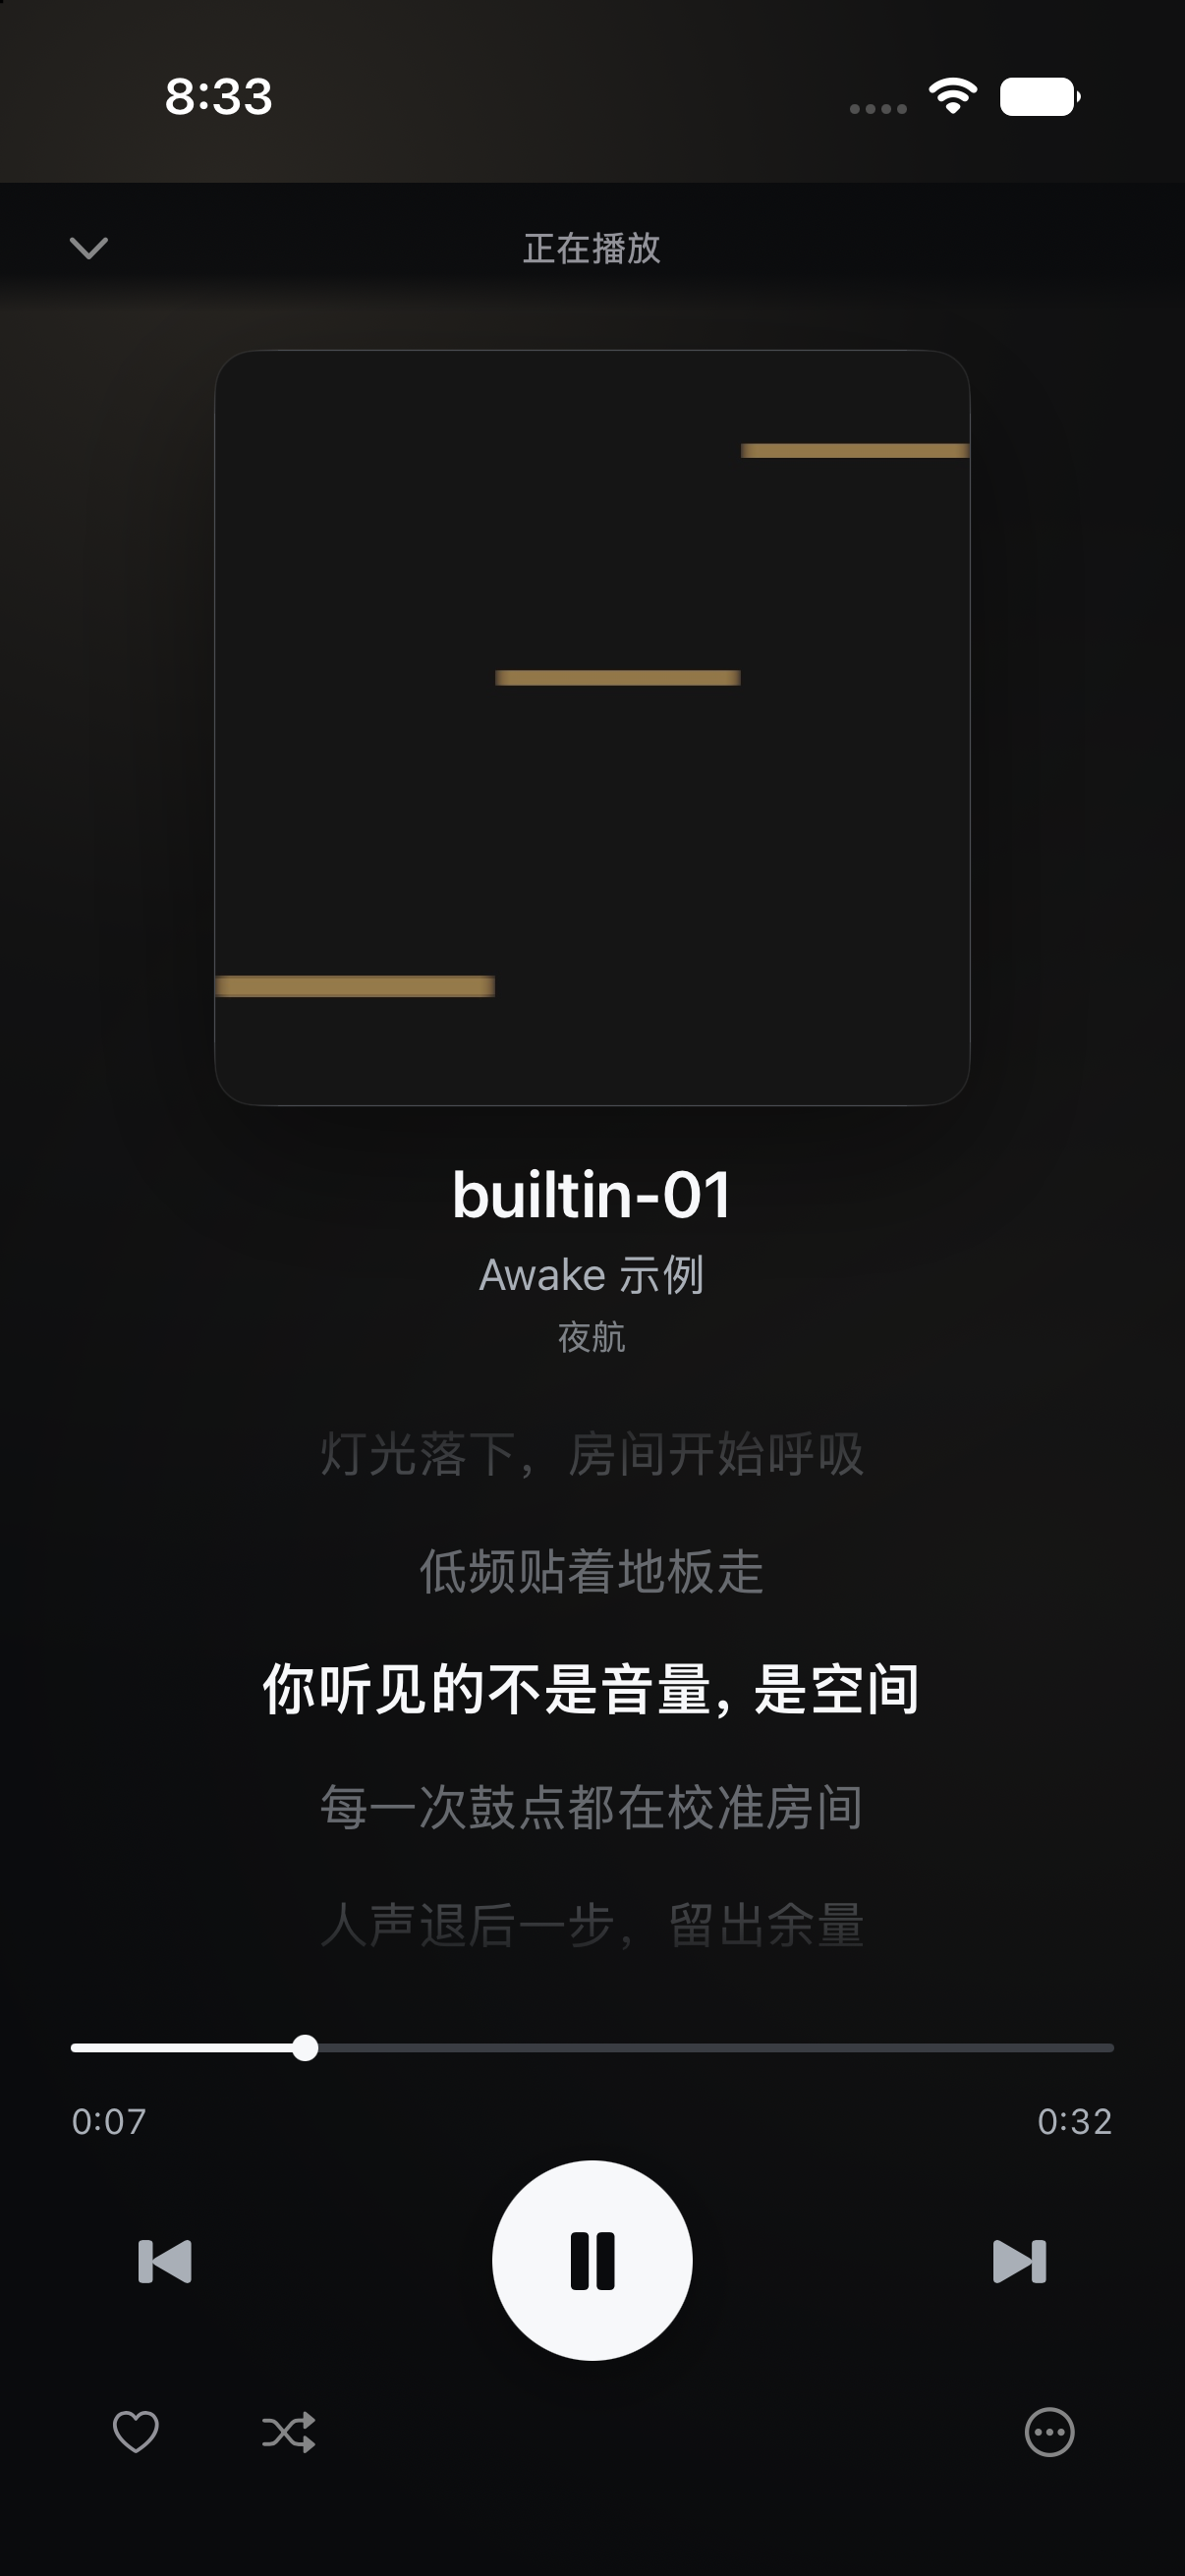 8:33
正在播放
builtin-01
Awake 示例
夜航
灯光落下，房间开始呼吸
低频贴着地板走
你听见的不是音量，是空间
每一次鼓点都在校准房间
人声退后一步，留出余量
0:07
0:32